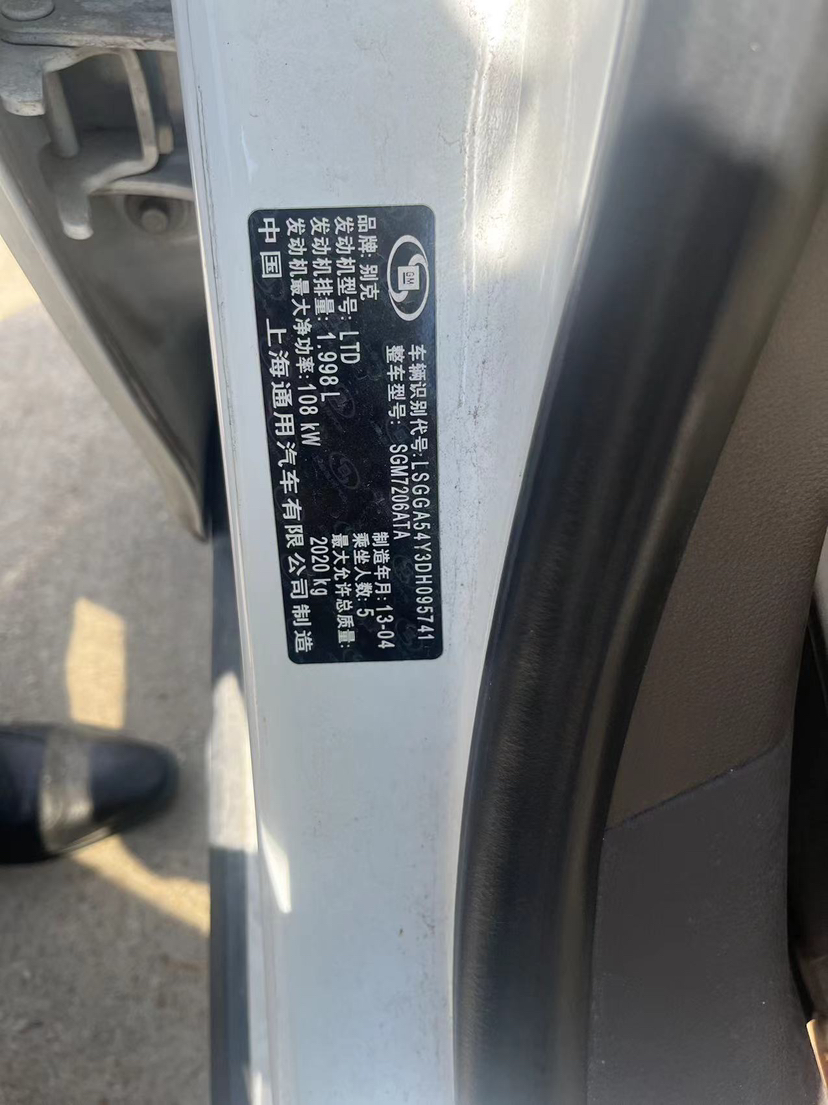 GM
车辆识别代号:LSGGA54Y3DH095741
整车型号: SGM7206ATA
品牌: 别克
制造年月:13-04
发动机型号: LTD
乘坐人数: 5
发动机排量: 1.998 L
最大允许总质量:
发动机最大净功率:108 kW
2020 kg
中国 上海通用汽车有限公司制造